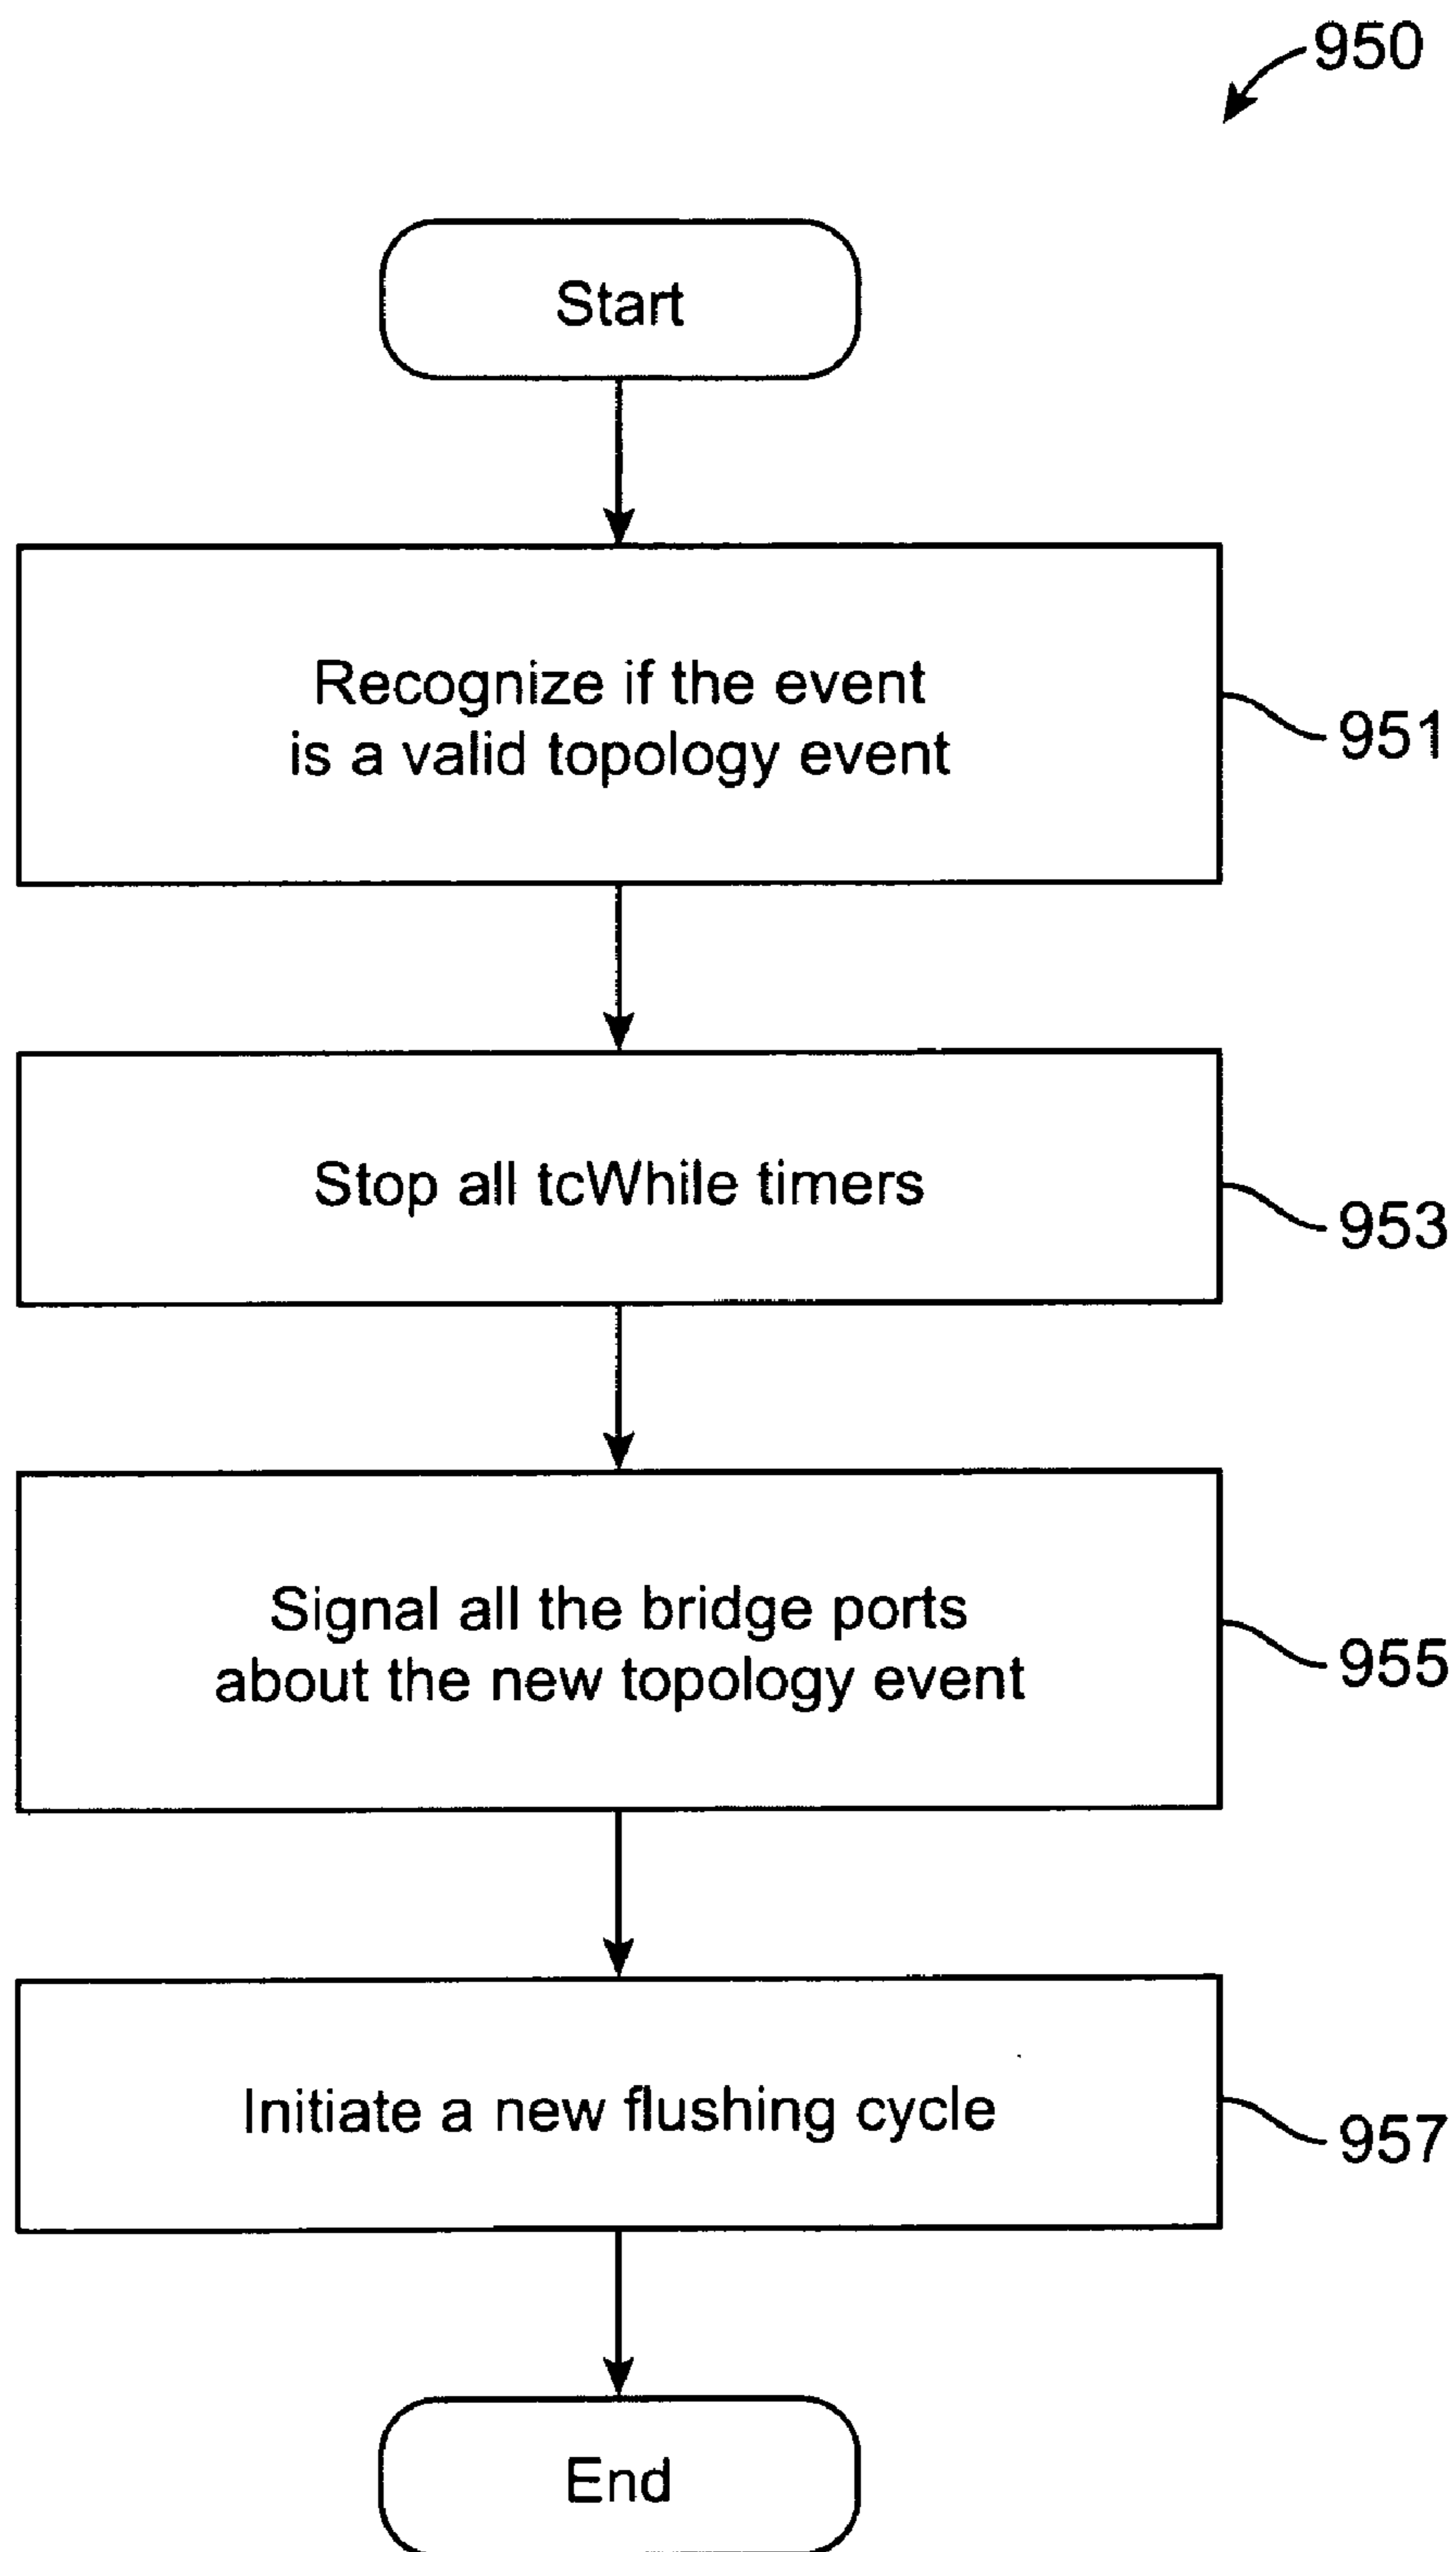 950
Start
Recognize if the event
is a valid topology event
951
Stop all tcWhile timers
953
Signal all the bridge ports
about the new topology event
955
Initiate a new flushing cycle
957
End